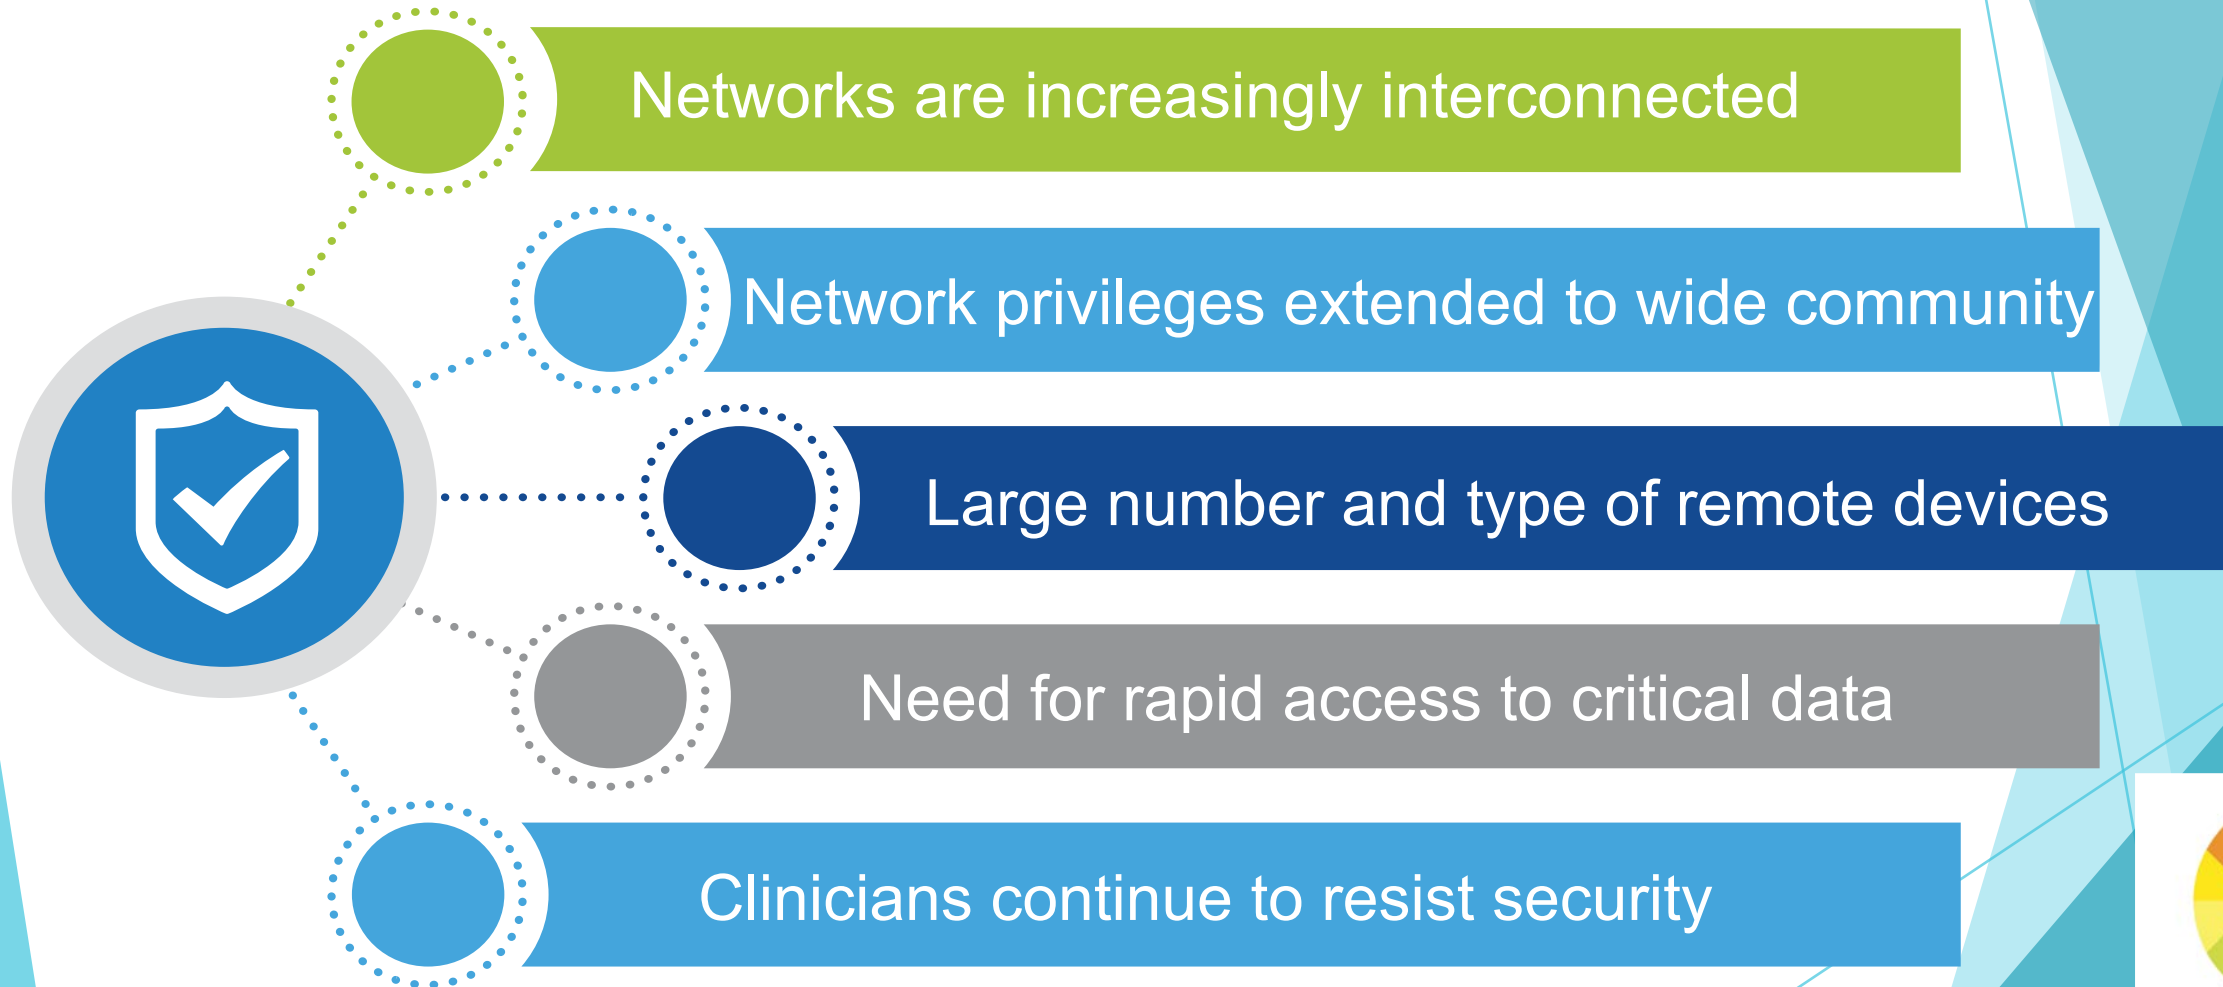 Networks are increasingly interconnected
Network privileges extended to wide community
Large number and type of remote devices
Need for rapid access to critical data
Clinicians continue to resist security